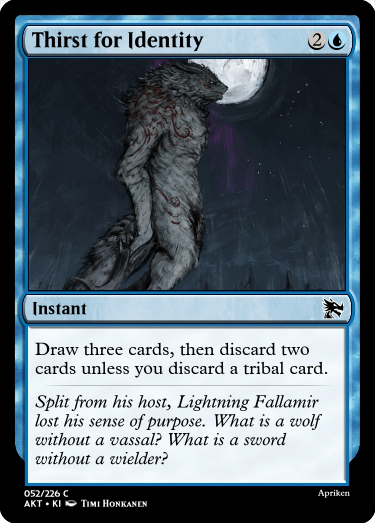 Thirst for Identity 2
Instant
Draw three cards, then discard two
cards unless you discard a tribal card.
Split from his host, Lightning Fallamir
lost his sense of purpose. What is a wolf
without a vassal? What is a sword
without a wielder?
052/226 C Apriken
AKT • KI Timi Honkanen